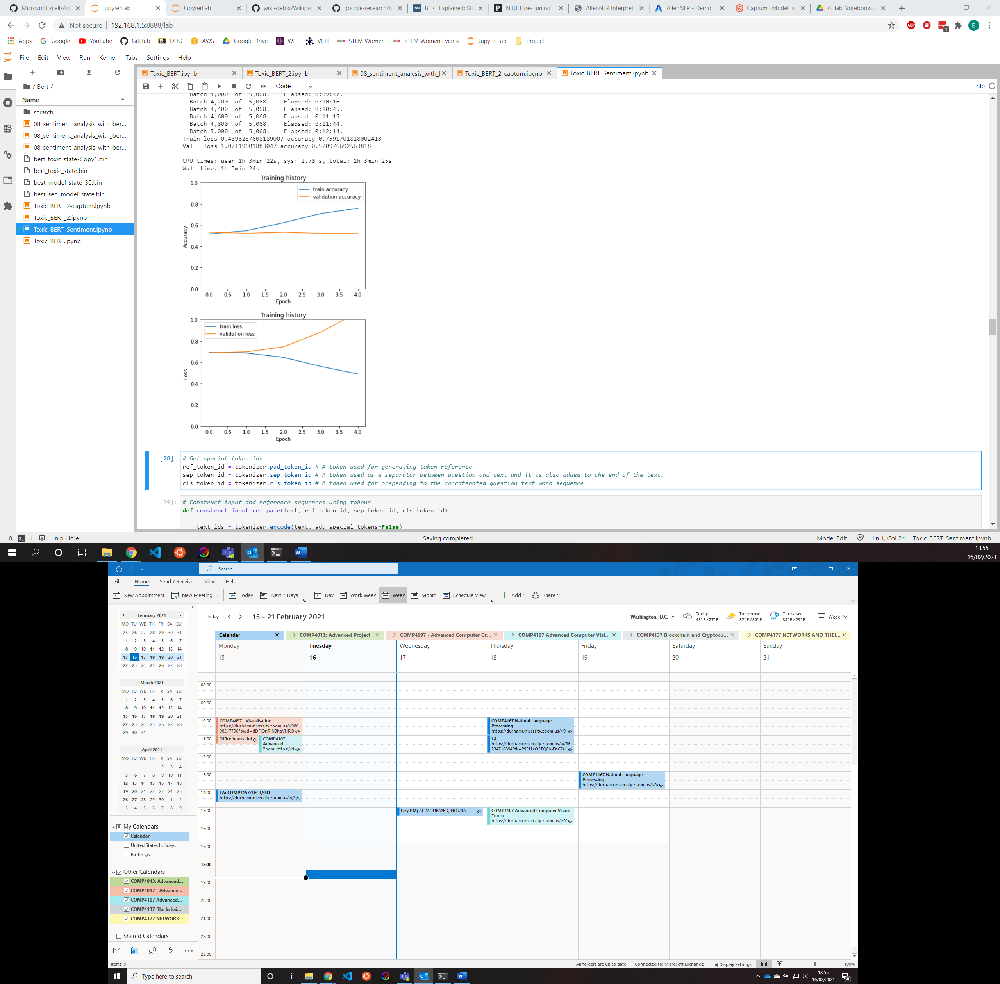 MicrosoftExcell/Ad
JupyterLab
JupyterLab
wiki-detox/Wikipe
google-research/b
BERT Explained: Sta
BERT Fine-Tuning T
AllenNLP Interpret
AllenNLP - Demo
Captum · Model In
Colab Notebooks -
Not secure | 192.168.1.5:8888/lab
Apps
Google
YouTube
GitHub
DUO
AWS
Google Drive
WIT
VCH
STEM Women
STEM Women Events
JupyterLab
Project
File Edit View Run Kernel Tabs Settings Help
/ Bert /
Name
scratch
08_sentiment_analysis_with_ber...
08_sentiment_analysis_with_ber...
08_sentiment_analysis_with_ber...
bert_toxic_state-Copy1.bin
bert_toxic_state.bin
best_model_state_30.bin
best_seq_model_state.bin
Toxic_BERT_2-captum.ipynb
Toxic_BERT_2.ipynb
Toxic_BERT_Sentiment.ipynb
Toxic_BERT.ipynb
Toxic_BERT.ipynb
Toxic_BERT_2.ipynb
08_sentiment_analysis_with_l
Toxic_BERT_2-captum.ipynb
Toxic_BERT_Sentiment.ipynb
Code
nlp
Batch 4,000 of 5,068. Elapsed: 0:09:47.
Batch 4,200 of 5,068. Elapsed: 0:10:16.
Batch 4,400 of 5,068. Elapsed: 0:10:45.
Batch 4,600 of 5,068. Elapsed: 0:11:15.
Batch 4,800 of 5,068. Elapsed: 0:11:44.
Batch 5,000 of 5,068. Elapsed: 0:12:14.
Train loss 0.4896287608189007 accuracy 0.7591701818002418
Val loss 1.07119601883047 accuracy 0.520976692563818
CPU times: user 1h 3min 22s, sys: 2.78 s, total: 1h 3min 25s
Wall time: 1h 3min 24s
Training history
train accuracy
validation accuracy
Accuracy
1.0
0.8
0.6
0.4
0.2
0.0
0.0 0.5 1.0 1.5 2.0 2.5 3.0 3.5 4.0
Epoch
Training history
train loss
validation loss
Loss
1.0
0.8
0.6
0.4
0.2
0.0
0.0 0.5 1.0 1.5 2.0 2.5 3.0 3.5 4.0
Epoch
[28]: # Get special token ids
ref_token_id = tokenizer.pad_token_id # A token used for generating token reference
sep_token_id = tokenizer.sep_token_id # A token used as a separator between question and text and it is also added to the end of the text.
cls_token_id = tokenizer.cls_token_id # A token used for prepending to the concatenated question-text word sequence
[29]: # Construct input and reference sequences using tokens
def construct_input_ref_pair(text, ref_token_id, sep_token_id, cls_token_id):
text_ids = tokenizer.encode(text, add_special_tokens=False)
0 1 nlp | Idle
Saving completed
Mode: Edit
Ln 1, Col 24
Toxic_BERT_Sentiment.ipynb
18:55
16/02/2021
Search
File Home Send / Receive View Help
New Appointment
New Meeting
Today
Next 7 Days
Day
Work Week
Week
Month
Schedule View
Add
Share
February 2021
MO TU WE TH FR SA SU
25 26 27 28 29 30 31
1 2 3 4 5 6 7
8 9 10 11 12 13 14
15 16 17 18 19 20 21
22 23 24 25 26 27 28
March 2021
MO TU WE TH FR SA SU
1 2 3 4 5 6 7
8 9 10 11 12 13 14
15 16 17 18 19 20 21
22 23 24 25 26 27 28
29 30 31
April 2021
MO TU WE TH FR SA SU
1 2 3 4
5 6 7 8 9 10 11
12 13 14 15 16 17 18
19 20 21 22 23 24 25
26 27 28 29 30 1 2
3 4 5 6 7 8 9
My Calendars
Calendar
United States holidays
Birthdays
Other Calendars
COMP4013: Advanced...
COMP4097 - Advance...
COMP4107 Advanced...
COMP4137 Blockchai...
COMP4177 NETWORK...
Shared Calendars
Today
15 - 21 February 2021
Washington, D.C.
Today
45°F/27°F
Tomorrow
37°F/30°F
Thursday
33°F/29°F
Week
Calendar
COMP4013: Advanced Project
COMP4097 - Advanced Computer Gr...
COMP4107 Advanced Computer Visi...
COMP4137 Blockchain and Cryptocu...
COMP4177 NETWORKS AND THEI...
Monday Tuesday Wednesday Thursday Friday Saturday Sunday
15 16 17 18 19 20 21
08:00
09:00
10:00
11:00
12:00
13:00
14:00
15:00
16:00
17:00
18:00
19:00
20:00
21:00
22:00
23:00
COMP4097 - Visualisation
https://durhamuniversity.zoom.us/j/986
98217796?pwd=dDFiQnRIN3haVHRO
Office hours rigl
COMP4107
Advanced
Zoom: https://d
LA: COMP4157/LECT/001
https://durhamuniversity.zoom.us/w/
Lizy PM; AL-MOUBAYED, NOURA
COMP4167 Natural Language
Processing
https://durhamuniversity.zoom.us/j/9
LA
https://durhamuniversity.zoom.us/w/96
234716894?tk=PS2J1kO2TQ6b-BnC7r1
COMP4107 Advanced Computer Vision
Zoom:
https://durhamuniversity.zoom.us/j/95
COMP4167 Natural Language
Processing
https://durhamuniversity.zoom.us/j/94
Items: 9
All folders are up to date.
Connected to: Microsoft Exchange
Display Settings
100%
Type here to search
18:55
16/02/2021
4